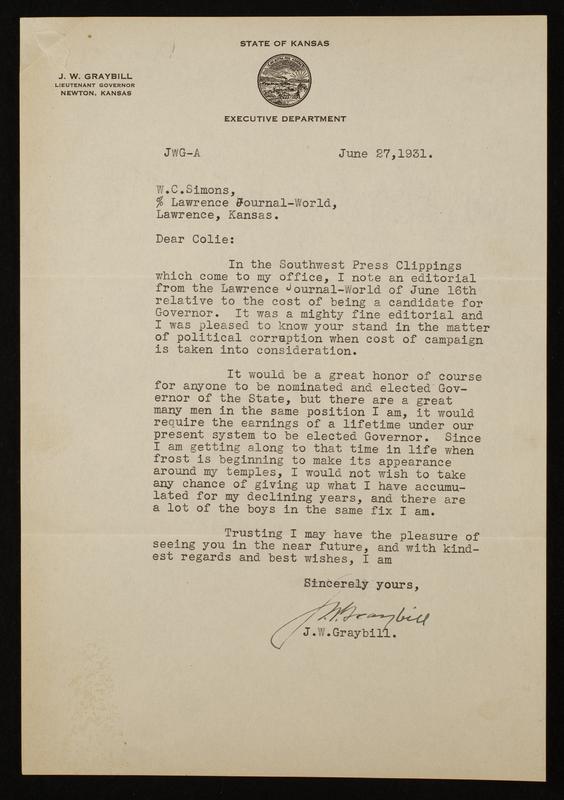 STATE OF KANSAS
J. W. GRAYBILL
LIEUTENANT GOVERNOR
NEWTON, KANSAS
EXECUTIVE DEPARTMENT
JWG-A June 27,1931.
W.C.Simons,
% Lawrence Journal-World,
Lawrence, Kansas.
Dear Colie:
In the Southwest Press Clippings
which come to my office, I note an editorial
from the Lawrence Journal-World of June 16th
relative to the cost of being a candidate for
Governor. It was a mighty fine editorial and
I was pleased to know your stand in the matter
of political corruption when cost of campaign
is taken into consideration.
It would be a great honor of course
for anyone to be nominated and elected Gov-
ernor of the State, but there are a great
many men in the same position I am, it would
require the earnings of a lifetime under our
present system to be elected Governor. Since
I am getting along to that time in life when
frost is beginning to make its appearance
around my temples, I would not wish to take
any chance of giving up what I have accumu-
lated for my declining years, and there are
a lot of the boys in the same fix I am.
Trusting I may have the pleasure of
seeing you in the near future, and with kind-
est regards and best wishes, I am
Sincerely yours,
J.W.Graybill
J.W.Graybill.